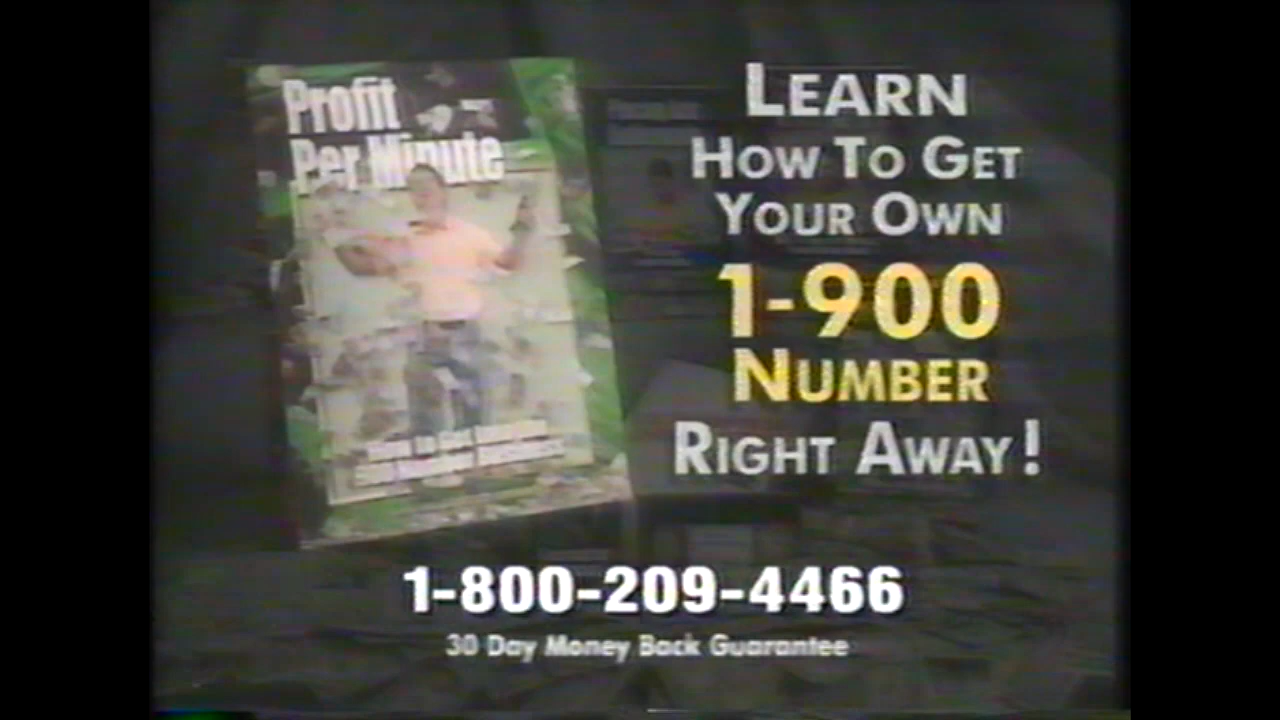 Profit
Per Minute
LEARN
HOW TO GET
YOUR OWN
1-900
NUMBER
RIGHT AWAY!
1-800-209-4466
30 Day Money Back Guarantee